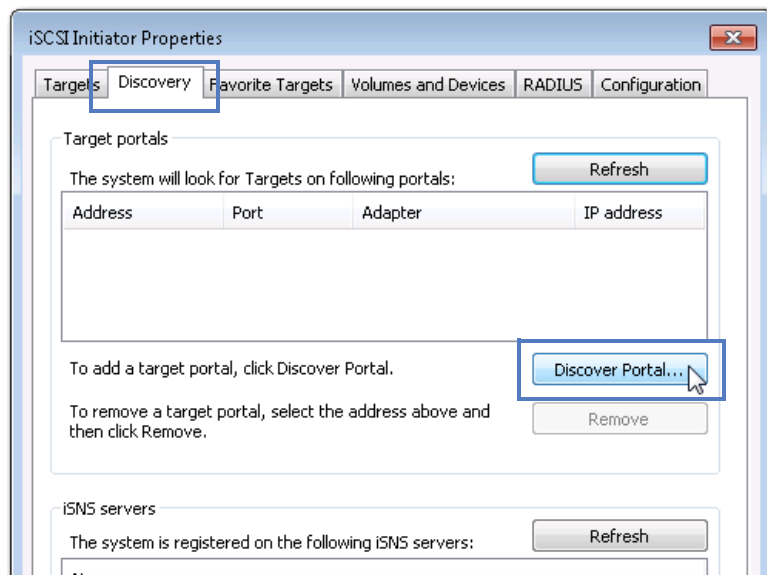 iSCSI Initiator Properties
Targets Discovery Favorite Targets Volumes and Devices RADIUS Configuration
Target portals
The system will look for Targets on following portals: Refresh
Address Port Adapter IP address
To add a target portal, click Discover Portal. Discover Portal...
To remove a target portal, select the address above and
then click Remove. Remove
iSNS servers
The system is registered on the following iSNS servers: Refresh